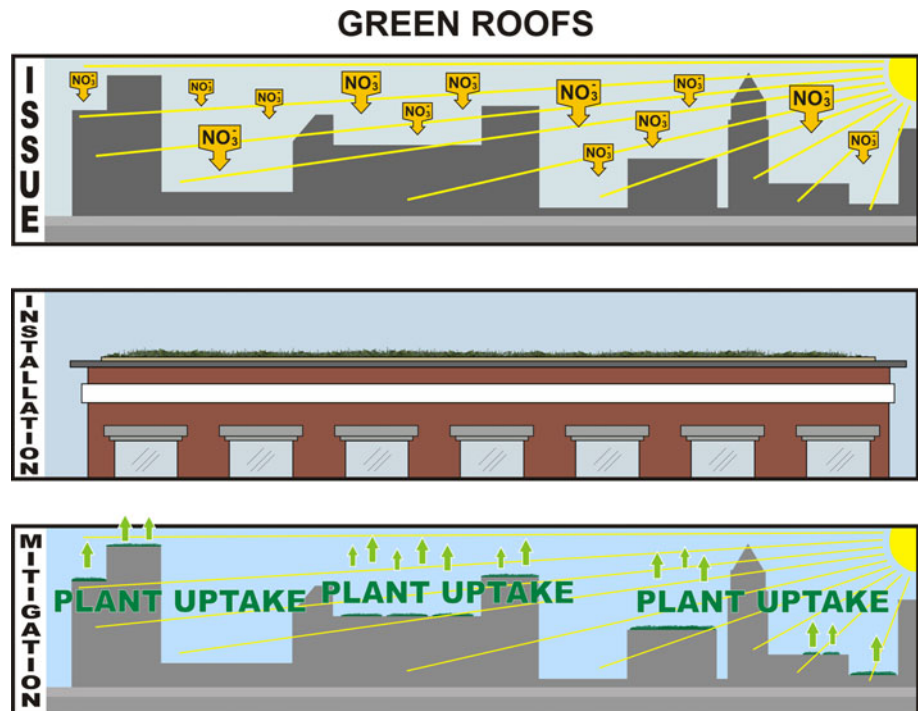 GREEN ROOFS
ISSUE
NO₃⁻
NO₃⁻
NO₃⁻
NO₃⁻
NO₃⁻
NO₃⁻
NO₃⁻
NO₃⁻
NO₃⁻
NO₃⁻
NO₃⁻
NO₃⁻
NO₃⁻
INSTALLATION
MITIGATION
PLANT UPTAKE
PLANT UPTAKE
PLANT UPTAKE